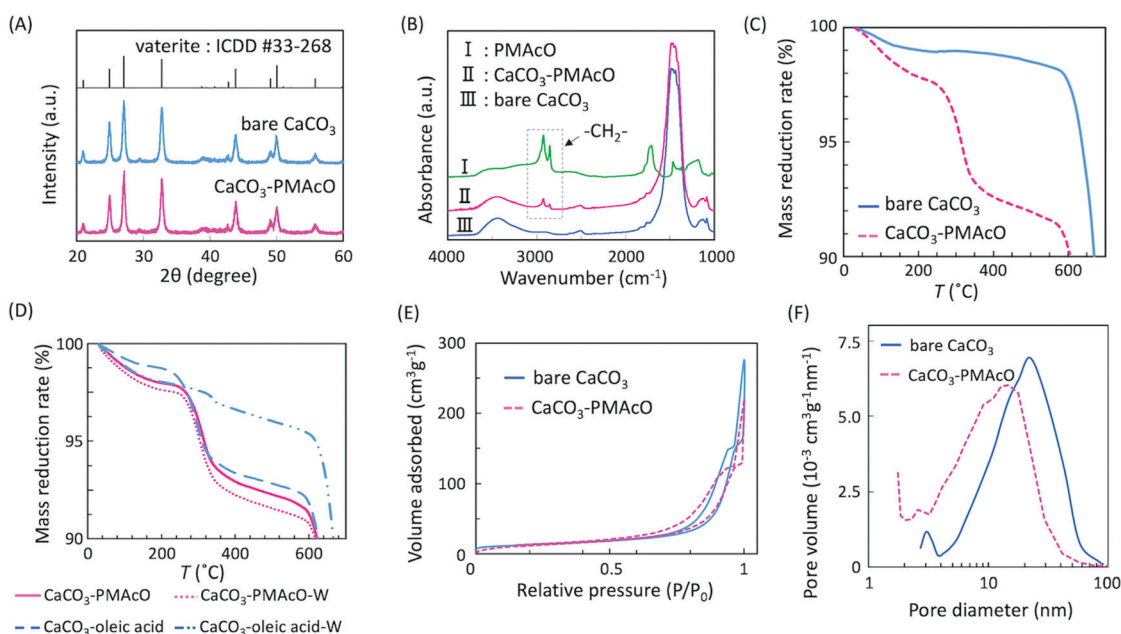 (A)
vaterite : ICDD #33-268
bare CaCO3
CaCO3-PMAcO
Intensity (a.u.)
20 30 40 50 60
2θ (degree)
(B)
Ⅰ : PMAcO
Ⅱ : CaCO3-PMAcO
Ⅲ : bare CaCO3
-CH2-
Ⅰ
Ⅱ
Ⅲ
Absorbance (a.u.)
4000 3000 2000 1000
Wavenumber (cm-1)
(C)
100
95
90
bare CaCO3
CaCO3-PMAcO
Mass reduction rate (%)
0 200 400 600
T (˚C)
(D)
100
95
90
Mass reduction rate (%)
0 200 400 600
T (˚C)
CaCO3-PMAcO CaCO3-PMAcO-W
CaCO3-oleic acid CaCO3-oleic acid-W
(E)
300
200
150
100
50
0
bare CaCO3
CaCO3-PMAcO
Volume adsorbed (cm3g-1)
0 0.5 1
Relative pressure (P/P0)
(F)
7.5
5.0
2.5
0
bare CaCO3
CaCO3-PMAcO
Pore volume (10-3 cm3g-1nm-1)
1 10 100
Pore diameter (nm)